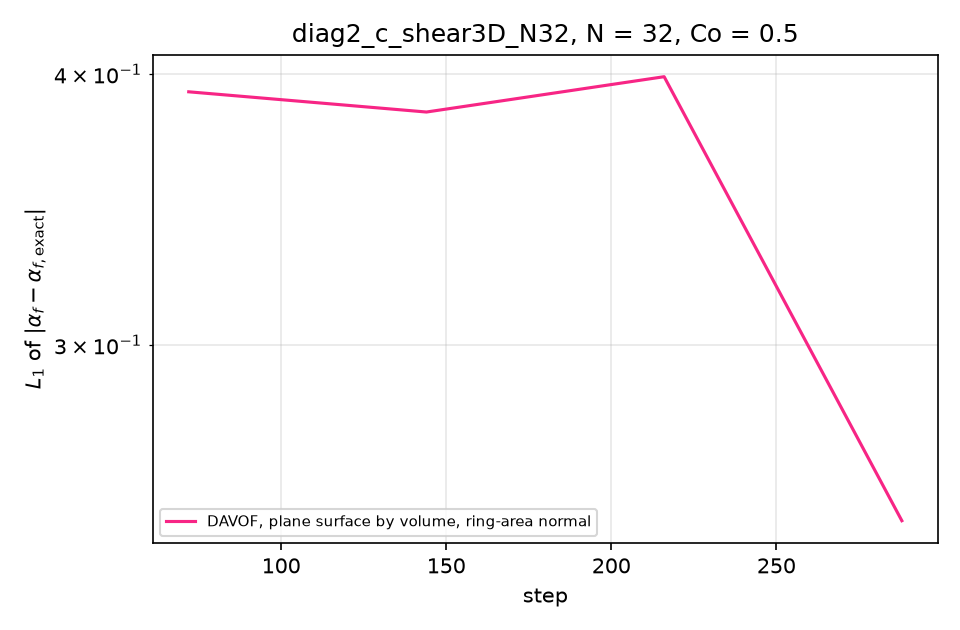 diag2_c_shear3D_N32, N = 32, Co = 0.5
4 × 10⁻¹
3 × 10⁻¹
L₁ of |α_f − α_{f, exact}|
DAVOF, plane surface by volume, ring-area normal
100 150 200 250
step